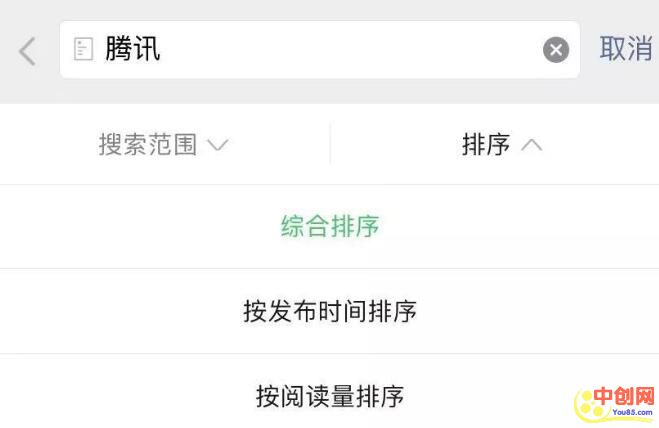 腾讯 取消
搜索范围 排序
综合排序
按发布时间排序
按阅读量排序
中创网
You85.com